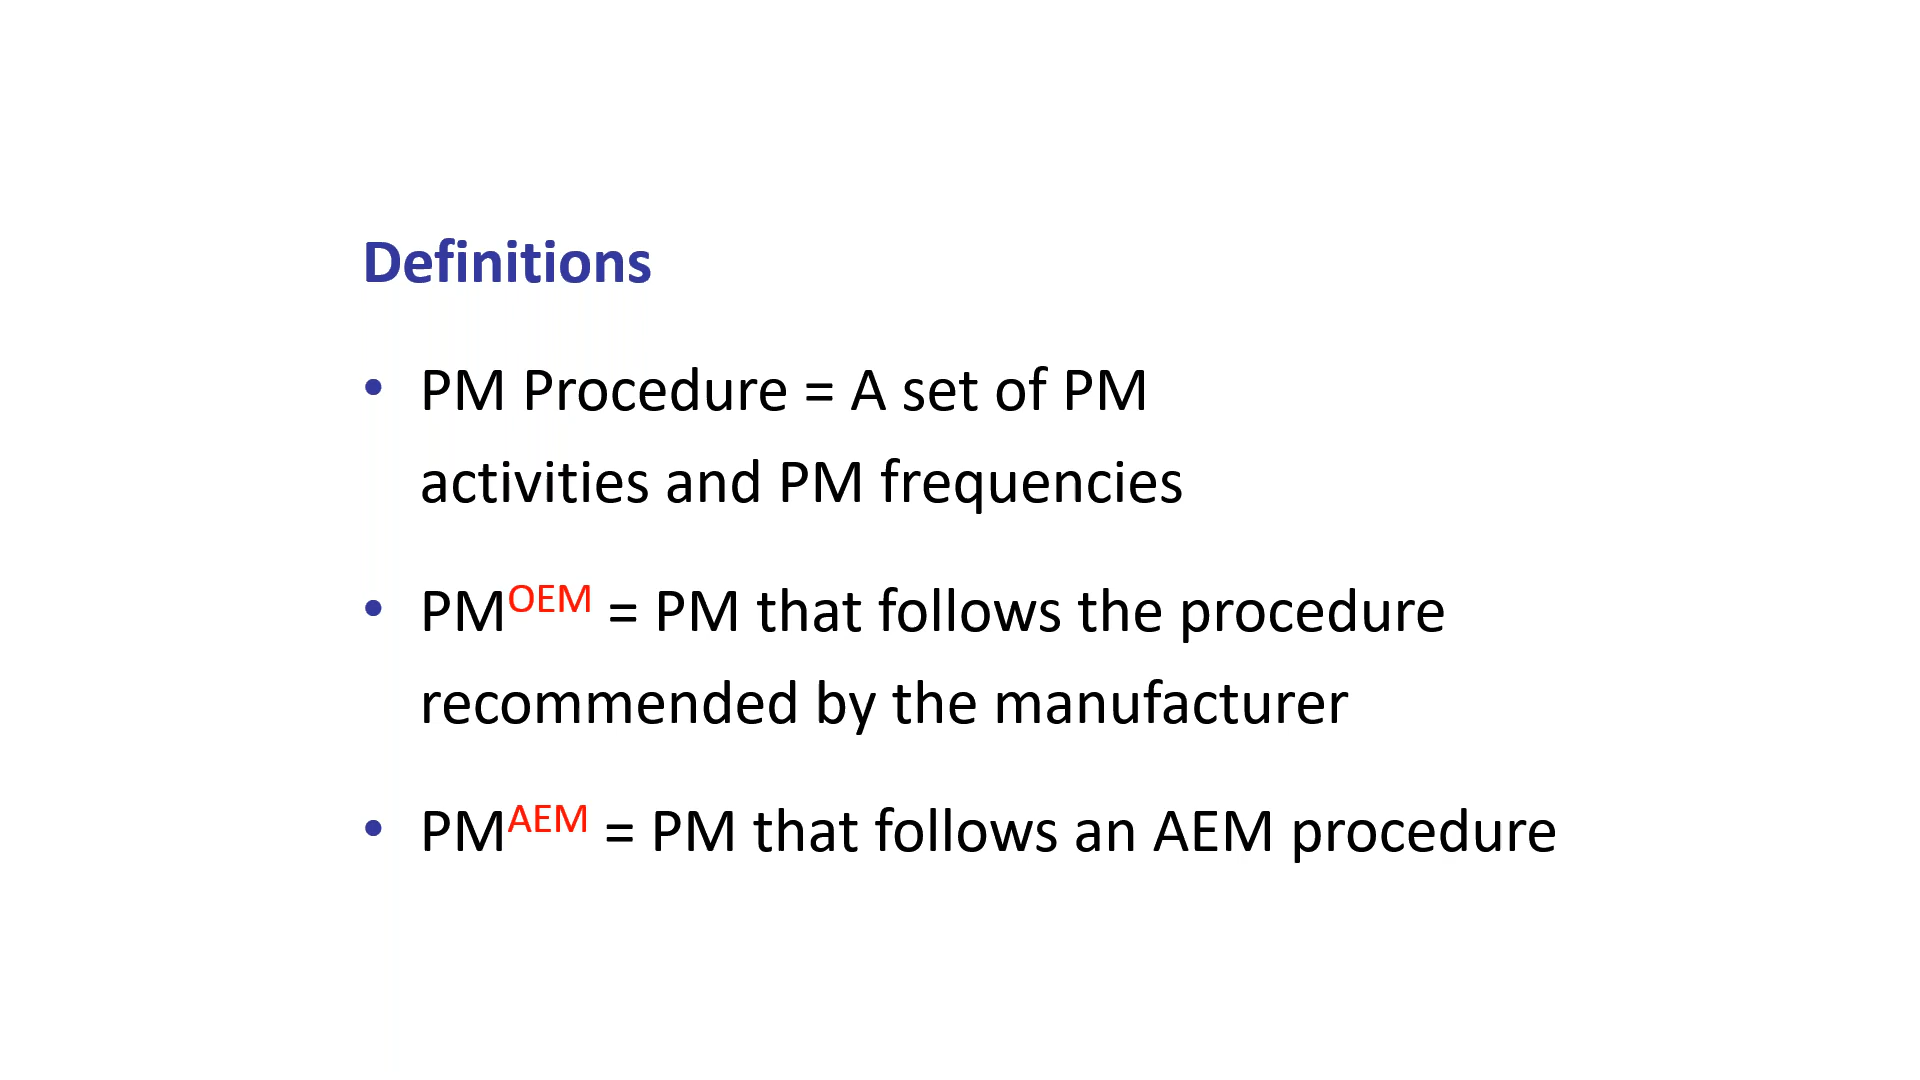 Definitions
• PM Procedure = A set of PM
activities and PM frequencies
• PMOEM = PM that follows the procedure
recommended by the manufacturer
• PMAEM = PM that follows an AEM procedure